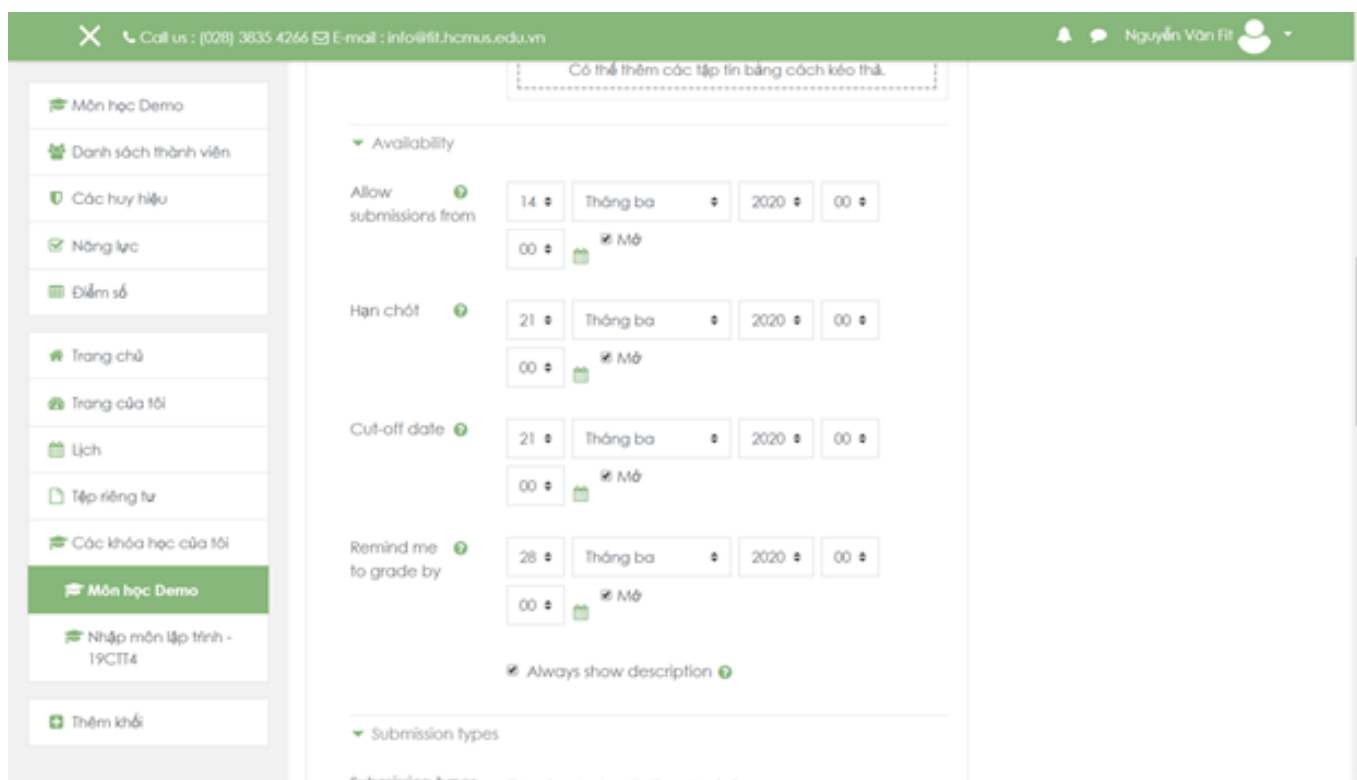 Call us : (028) 3835 4266 E-mail : info@fit.hcmus.edu.vn
Nguyễn Văn Fit
Môn học Demo
Danh sách thành viên
Các huy hiệu
Năng lực
Điểm số
Trang chủ
Trang của tôi
Lịch
Tệp riêng tư
Các khóa học của tôi
Môn học Demo
Nhập môn lập trình -
19CTT4
Thêm khối
Có thể thêm các tập tin bằng cách kéo thả.
Availability
Allow
submissions from
14 Tháng ba 2020 00
00 Mở
Hạn chót
21 Tháng ba 2020 00
00 Mở
Cut-off date
21 Tháng ba 2020 00
00 Mở
Remind me
to grade by
28 Tháng ba 2020 00
00 Mở
Always show description
Submission types
Submission types